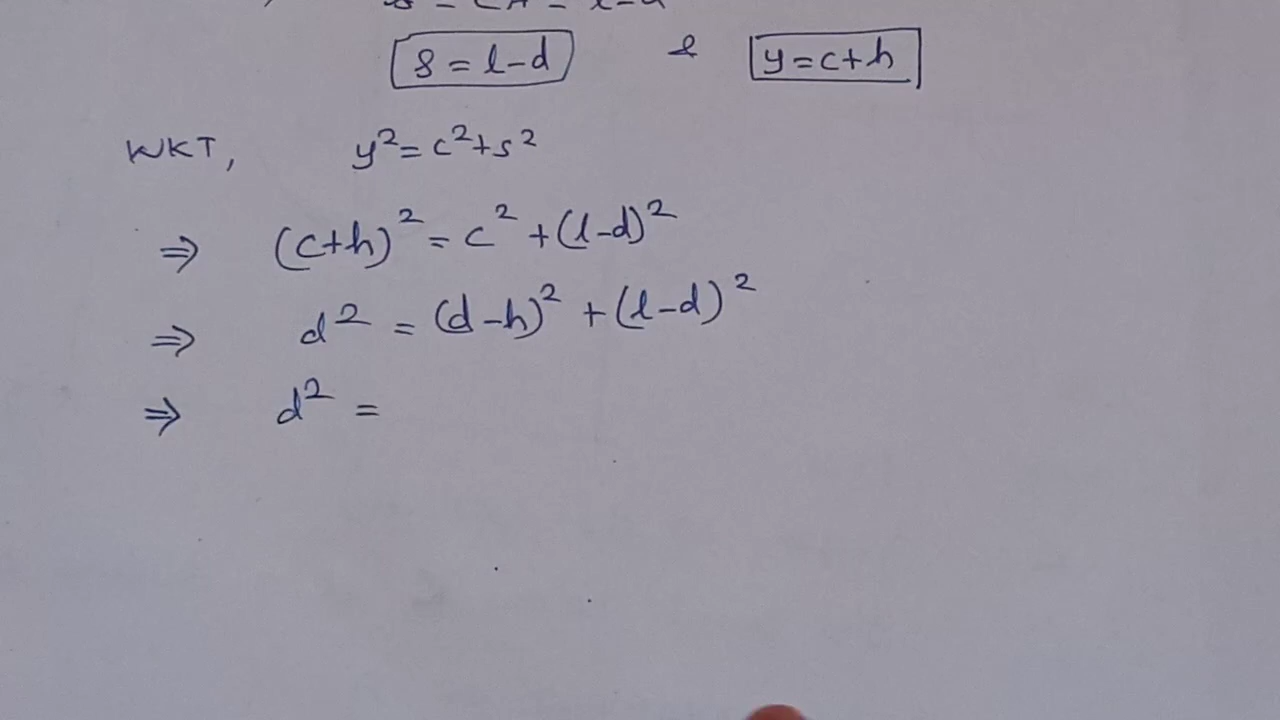 s = l-d & y = c+h
WKT, y² = c²+s²
⇒ (c+h)² = c² + (l-d)²
⇒ d² = (d-h)² + (l-d)²
⇒ d² =